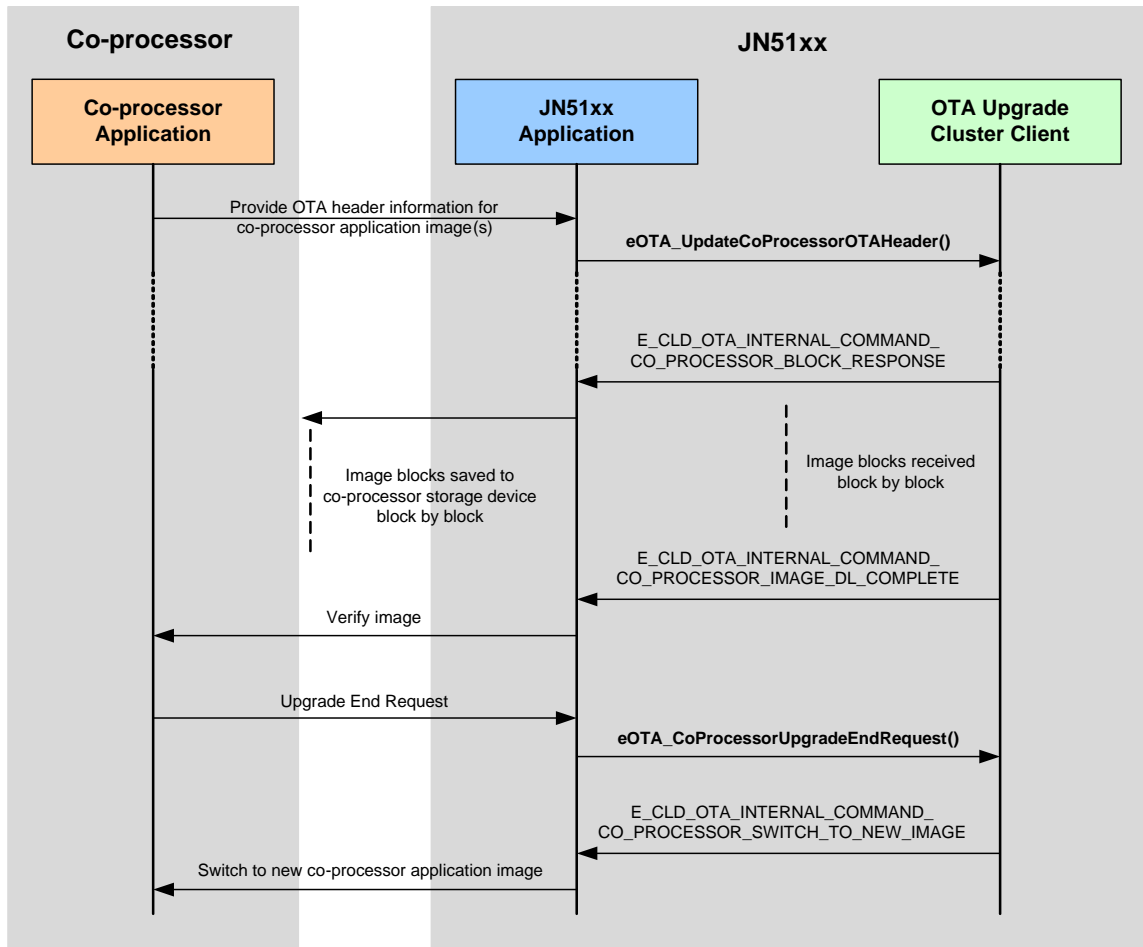 Co-processor
JN51xx
Co-processor
Application
JN51xx
Application
OTA Upgrade
Cluster Client
Provide OTA header information for
co-processor application image(s)
eOTA_UpdateCoProcessorOTAHeader()
E_CLD_OTA_INTERNAL_COMMAND_
CO_PROCESSOR_BLOCK_RESPONSE
Image blocks saved to
co-processor storage device
block by block
Image blocks received
block by block
E_CLD_OTA_INTERNAL_COMMAND_
CO_PROCESSOR_IMAGE_DL_COMPLETE
Verify image
Upgrade End Request
eOTA_CoProcessorUpgradeEndRequest()
E_CLD_OTA_INTERNAL_COMMAND_
CO_PROCESSOR_SWITCH_TO_NEW_IMAGE
Switch to new co-processor application image